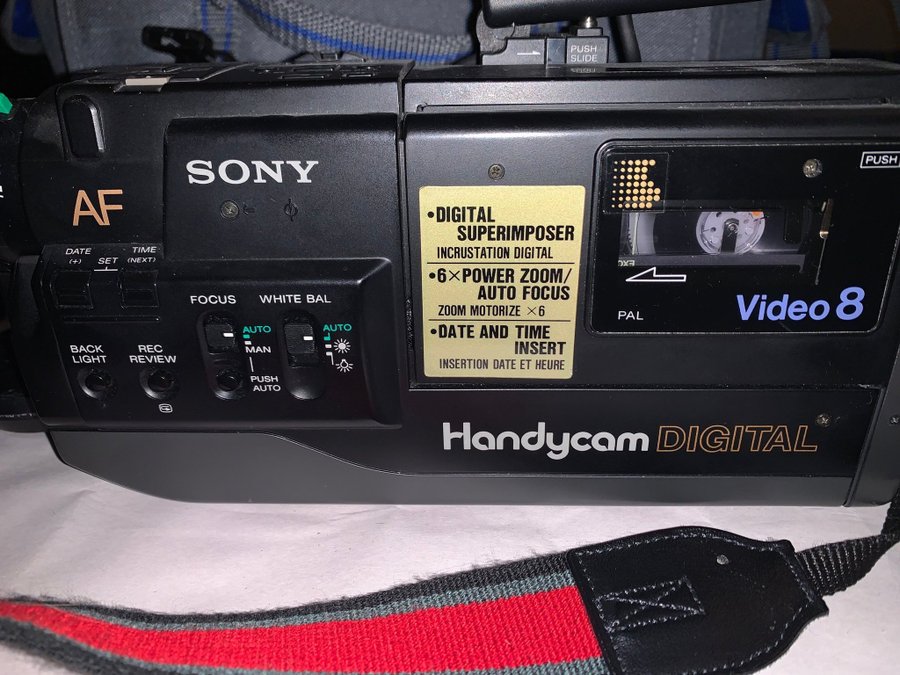 PUSH
SLIDE
SONY
AF
DATE
(+)
SET
TIME
(NEXT)
FOCUS
WHITE BAL
AUTO
MAN
PUSH
AUTO
AUTO
BACK
LIGHT
REC
REVIEW
•DIGITAL
SUPERIMPOSER
INCRUSTATION DIGITAL
•6×POWER ZOOM/
AUTO FOCUS
ZOOM MOTORIZE ×6
•DATE AND TIME
INSERT
INSERTION DATE ET HEURE
PUSH
PAL
Video 8
Handycam DIGITAL